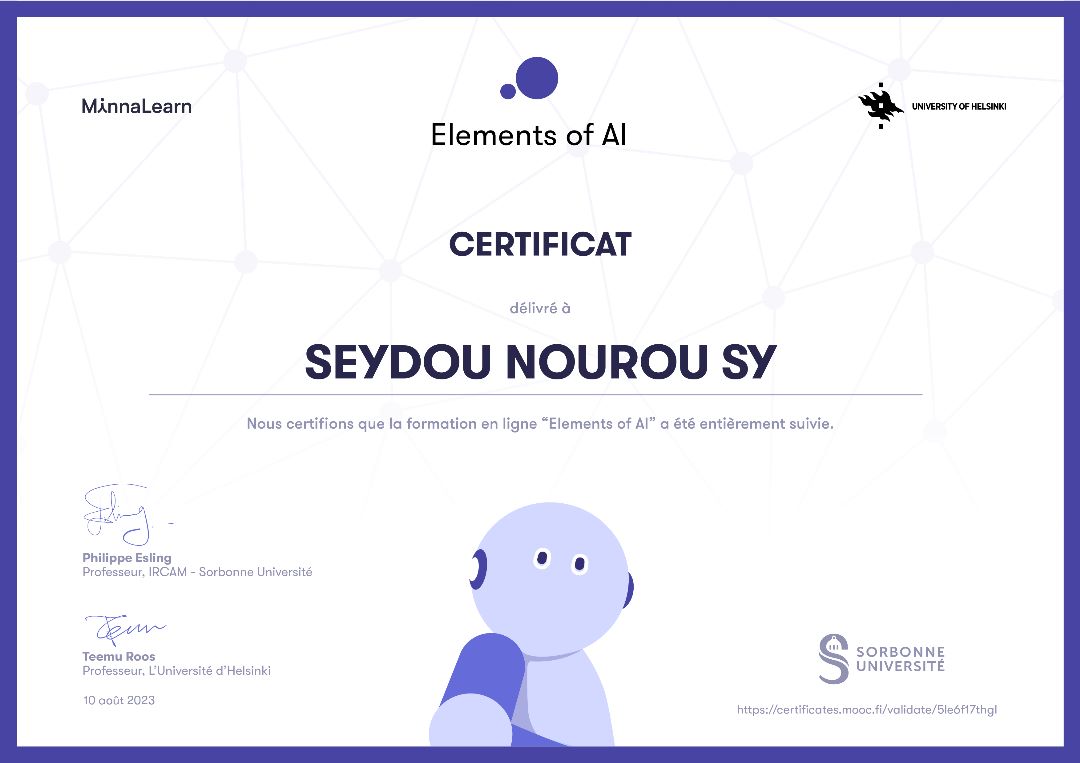 MinnaLearn
Elements of AI
UNIVERSITY OF HELSINKI
CERTIFICAT
délivré à
SEYDOU NOUROU SY
Nous certifions que la formation en ligne “Elements of AI” a été entièrement suivie.
Philippe Esling
Professeur, IRCAM - Sorbonne Université
Teemu Roos
Professeur, L'Université d'Helsinki
10 août 2023
SORBONNE
UNIVERSITÉ
https://certificates.mooc.fi/validate/5le6f17thgl